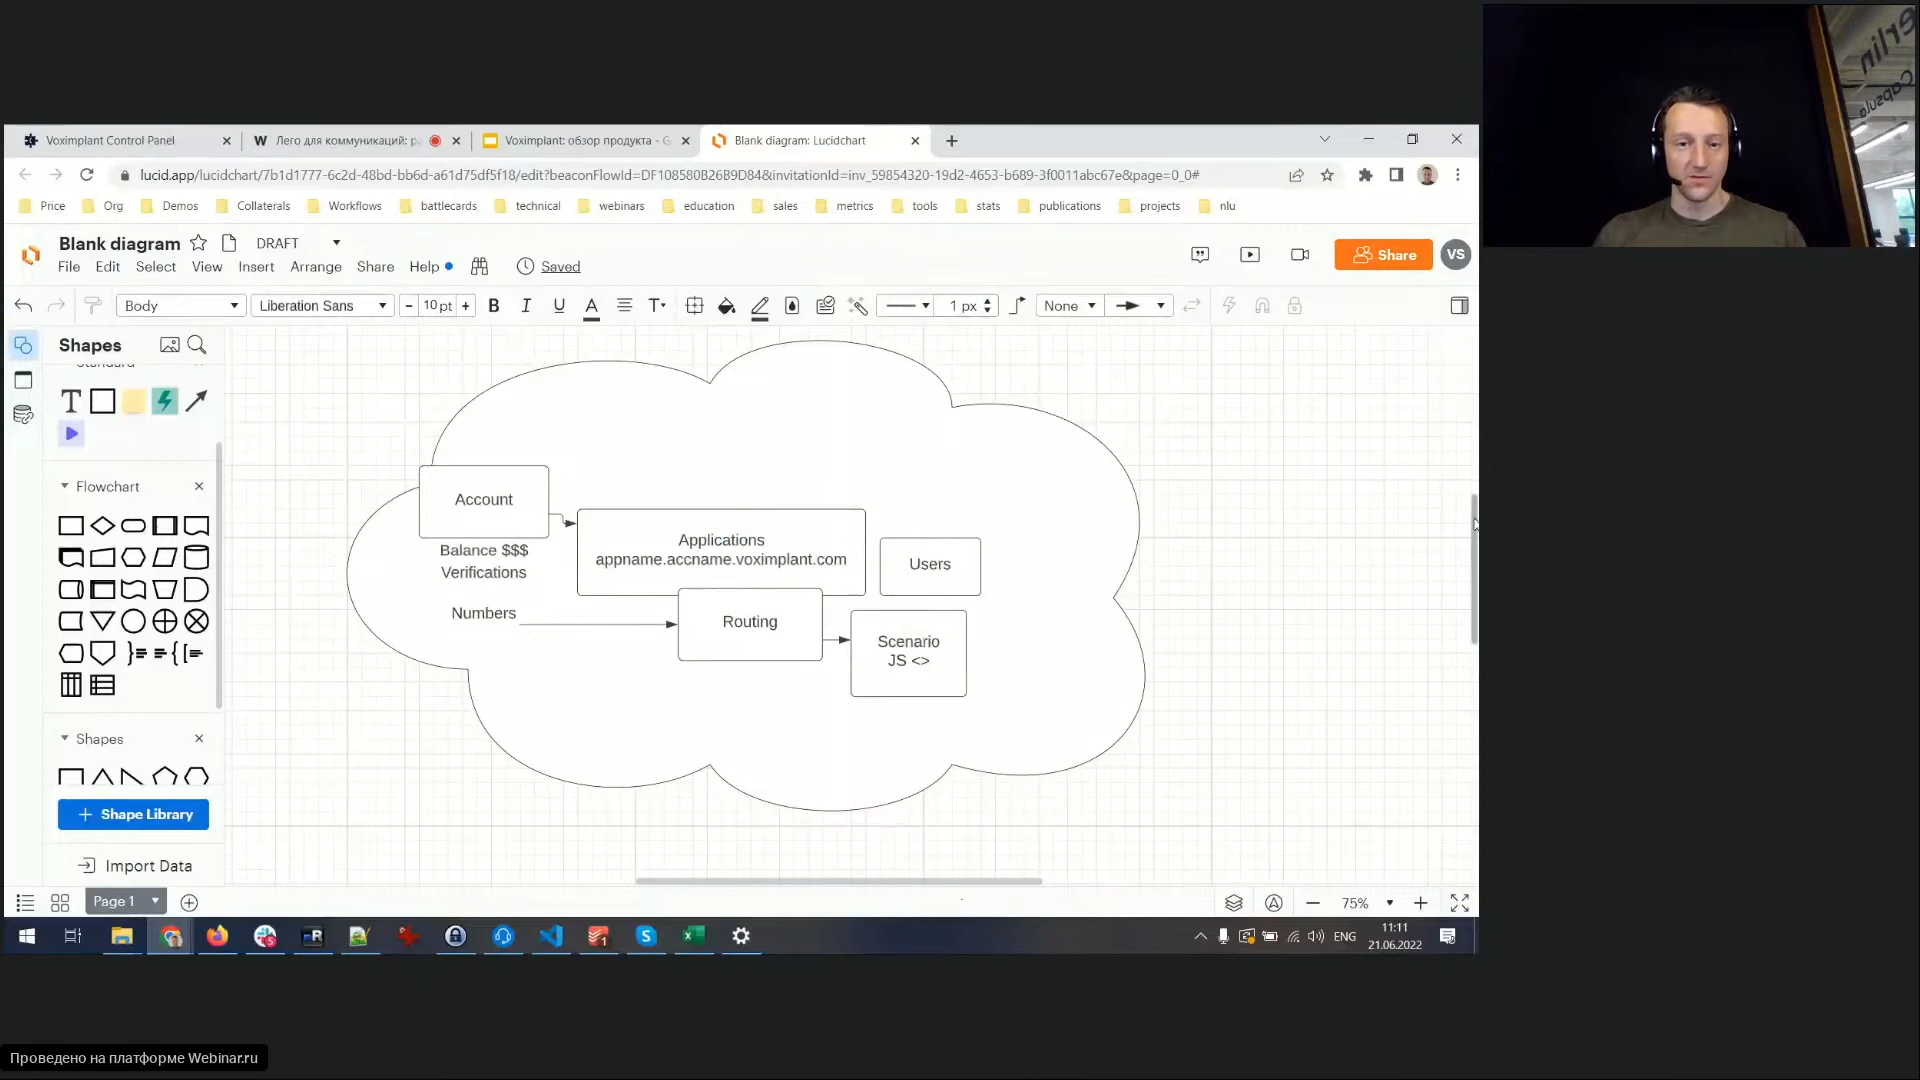 Voximplant Control Panel
Лего для коммуникаций: р
Voximplant: обзор продукта - G
Blank diagram: Lucidchart
lucid.app/lucidchart/7b1d1777-6c2d-48bd-bb6d-a61d75df5f18/edit?beaconFlowId=DF108580B26B9D84&invitationId=inv_59854320-19d2-4653-b689-3f0011abc67e&page=0_0#
Price Org Demos Collaterals Workflows battlecards technical webinars education sales metrics tools stats publications projects nlu
Blank diagram DRAFT
File Edit Select View Insert Arrange Share Help Saved
Share VS
Body Liberation Sans - 10 pt + B I U A T 1 px None
Shapes
Standard
T
Flowchart
Shapes
+ Shape Library
Import Data
Account
Balance $$$
Verifications
Numbers
Applications
appname.accname.voximplant.com
Users
Routing
Scenario
JS <>
Page 1
75%
ENG
11:11
21.06.2022
erlin
Capsula
Проведено на платформе Webinar.ru